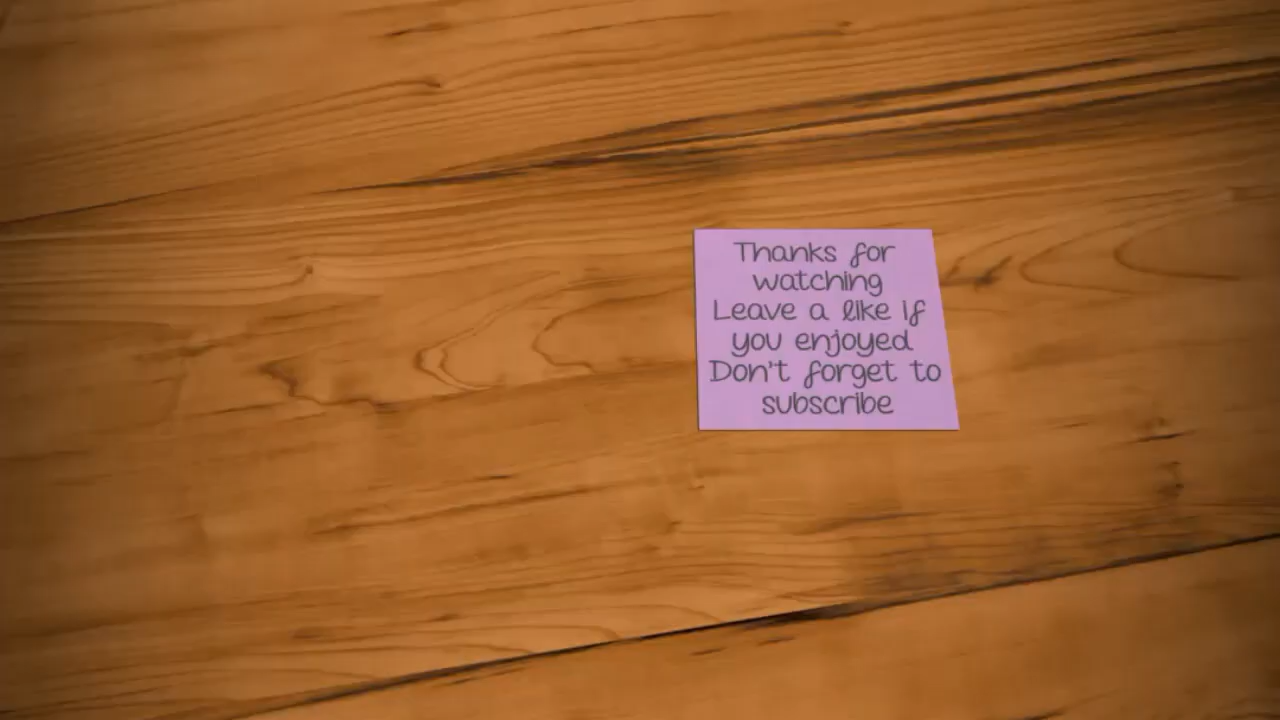 Thanks for
watching
Leave a like if
you enjoyed
Don't forget to
subscribe